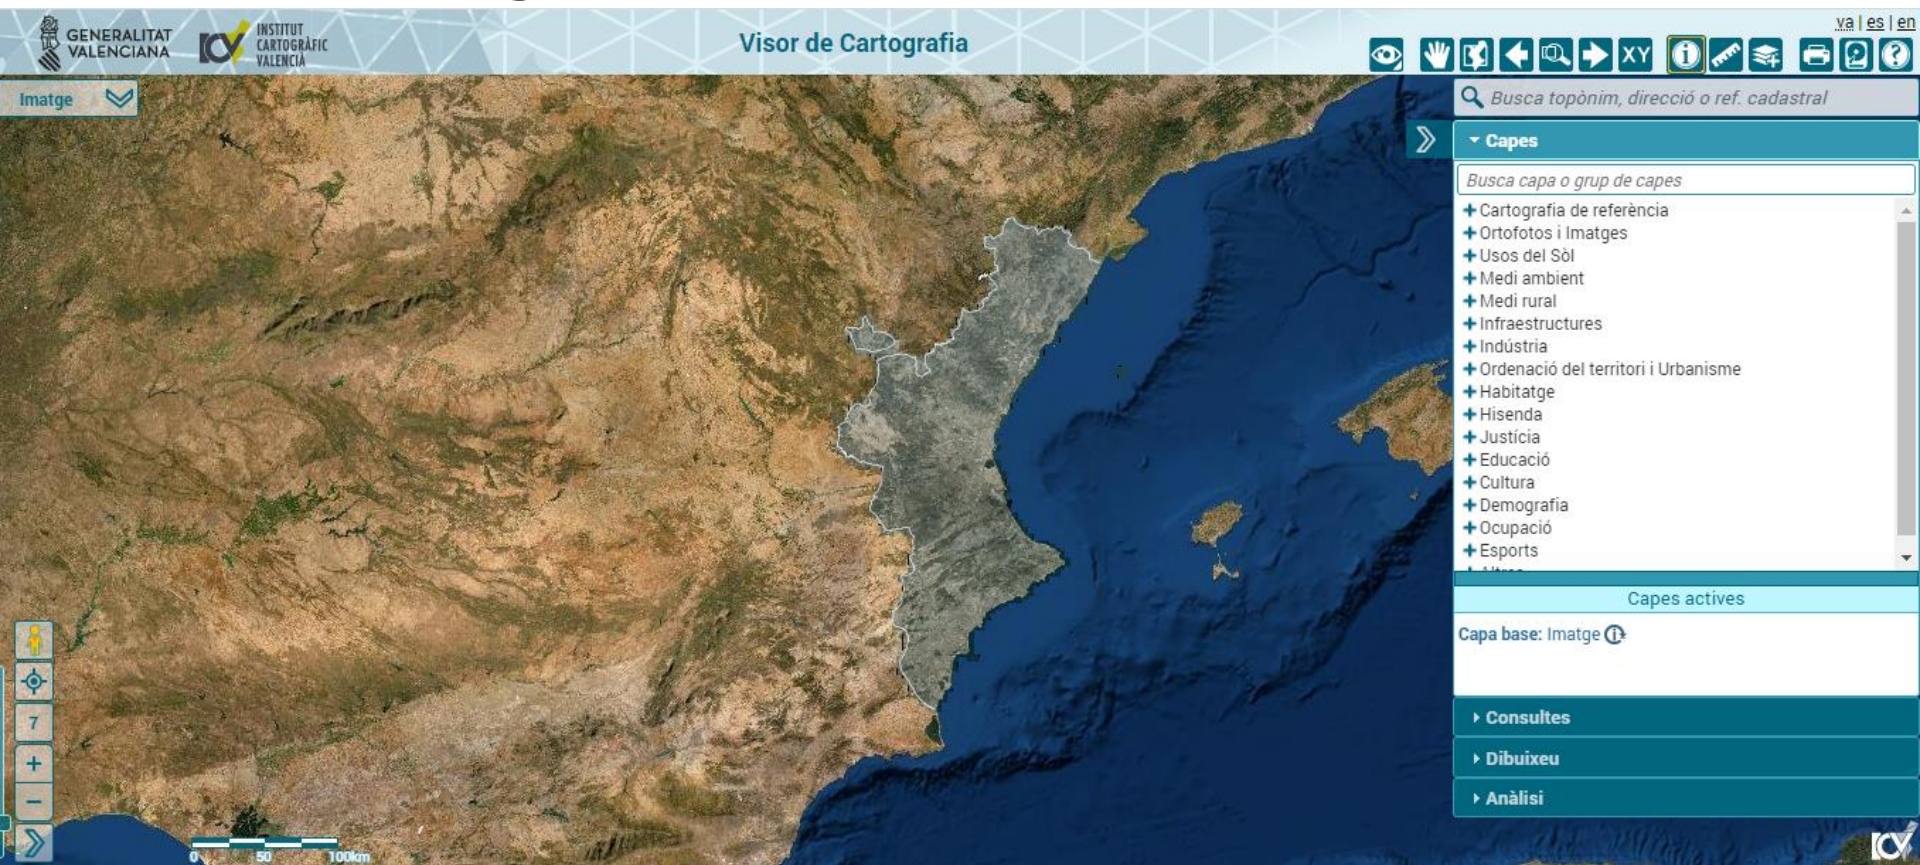 va | es | en
GENERALITAT
VALENCIANA
ICV
INSTITUT
CARTOGRÀFIC
VALENCIÀ
Visor de Cartografia
XY
Imatge
Busca topònim, direcció o ref. cadastral
Capes
Busca capa o grup de capes
Cartografia de referència
Ortofotos i Imatges
Usos del Sòl
Medi ambient
Medi rural
Infraestructures
Indústria
Ordenació del territori i Urbanisme
Habitatge
Hisenda
Justícia
Educació
Cultura
Demografia
Ocupació
Esports
Capes actives
Capa base: Imatge
Consultes
Dibuixeu
Anàlisi
7
+
−
0 50 100km
ICV